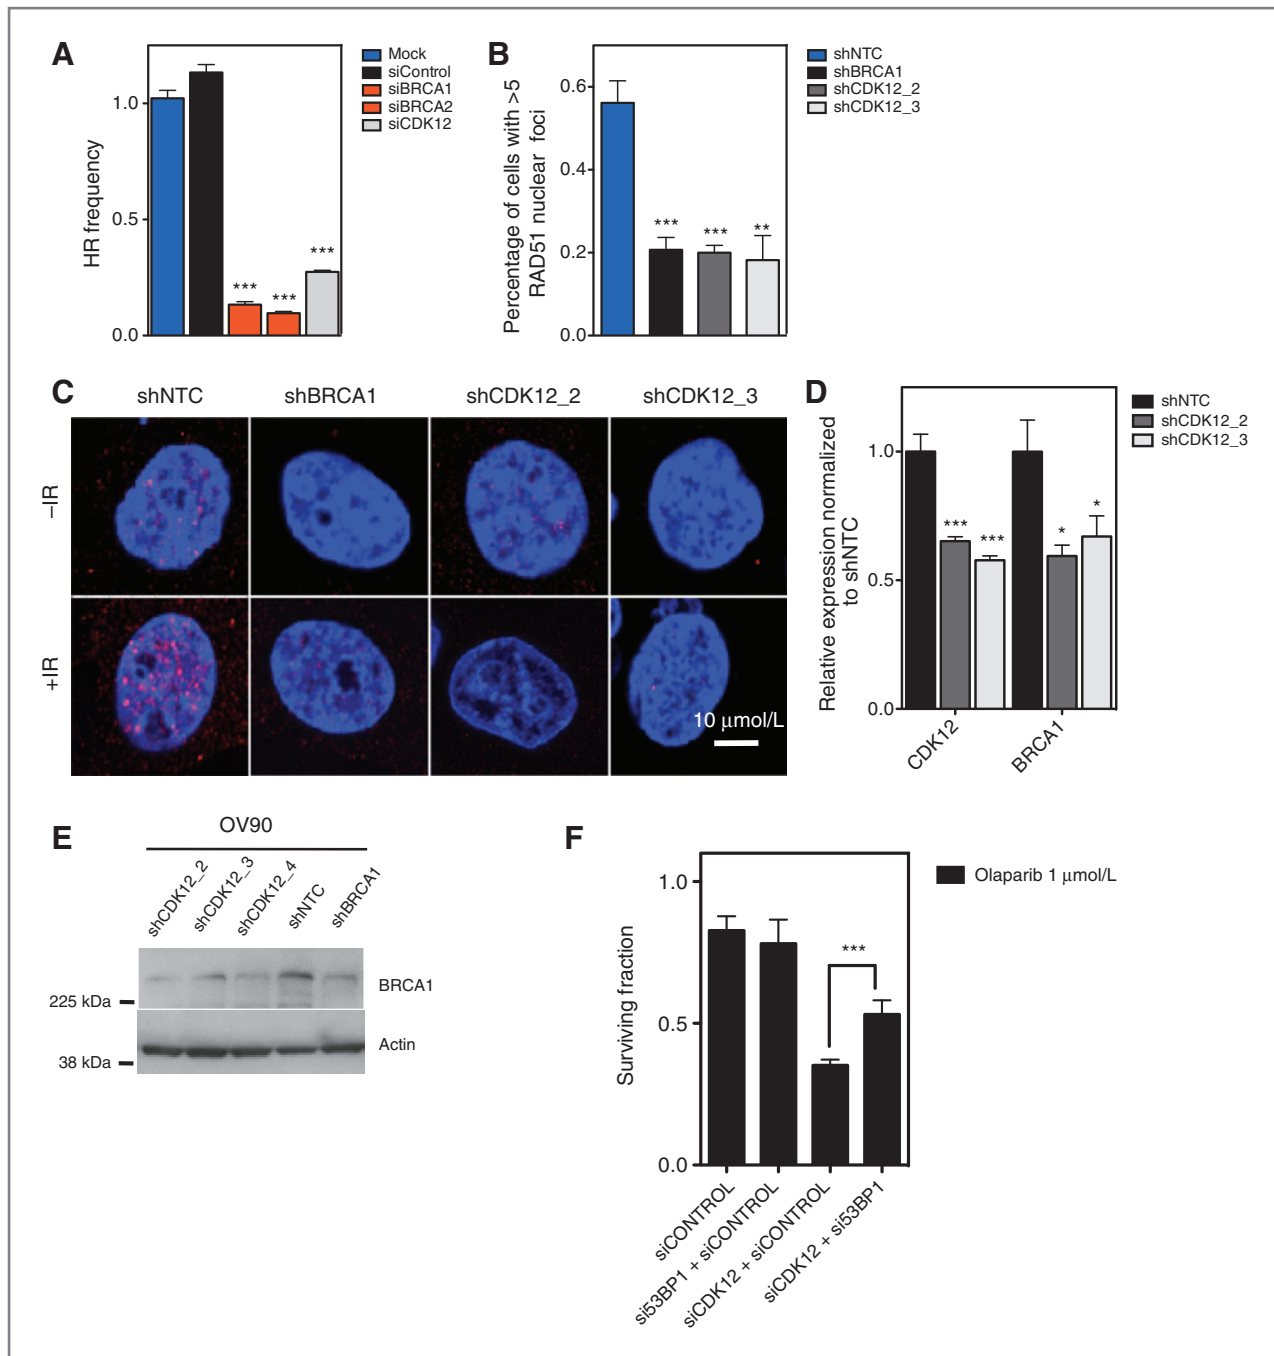 A
HR frequency
1.0
0.5
0.0
***
***
***
Mock
siControl
siBRCA1
siBRCA2
siCDK12
B
Percentage of cells with >5
RAD51 nuclear foci
0.6
0.4
0.2
0.0
***
***
**
shNTC
shBRCA1
shCDK12_2
shCDK12_3
C
shNTC
shBRCA1
shCDK12_2
shCDK12_3
–IR
+IR
10 μmol/L
D
Relative expression normalized
to shNTC
1.0
0.5
0.0
***
***
*
*
CDK12
BRCA1
shNTC
shCDK12_2
shCDK12_3
E
OV90
shCDK12_2
shCDK12_3
shCDK12_4
shNTC
shBRCA1
BRCA1
225 kDa
Actin
38 kDa
F
Surviving fraction
1.0
0.5
0.0
***
siCONTROL
si53BP1 + siCONTROL
siCDK12 + siCONTROL
siCDK12 + si53BP1
Olaparib 1 μmol/L